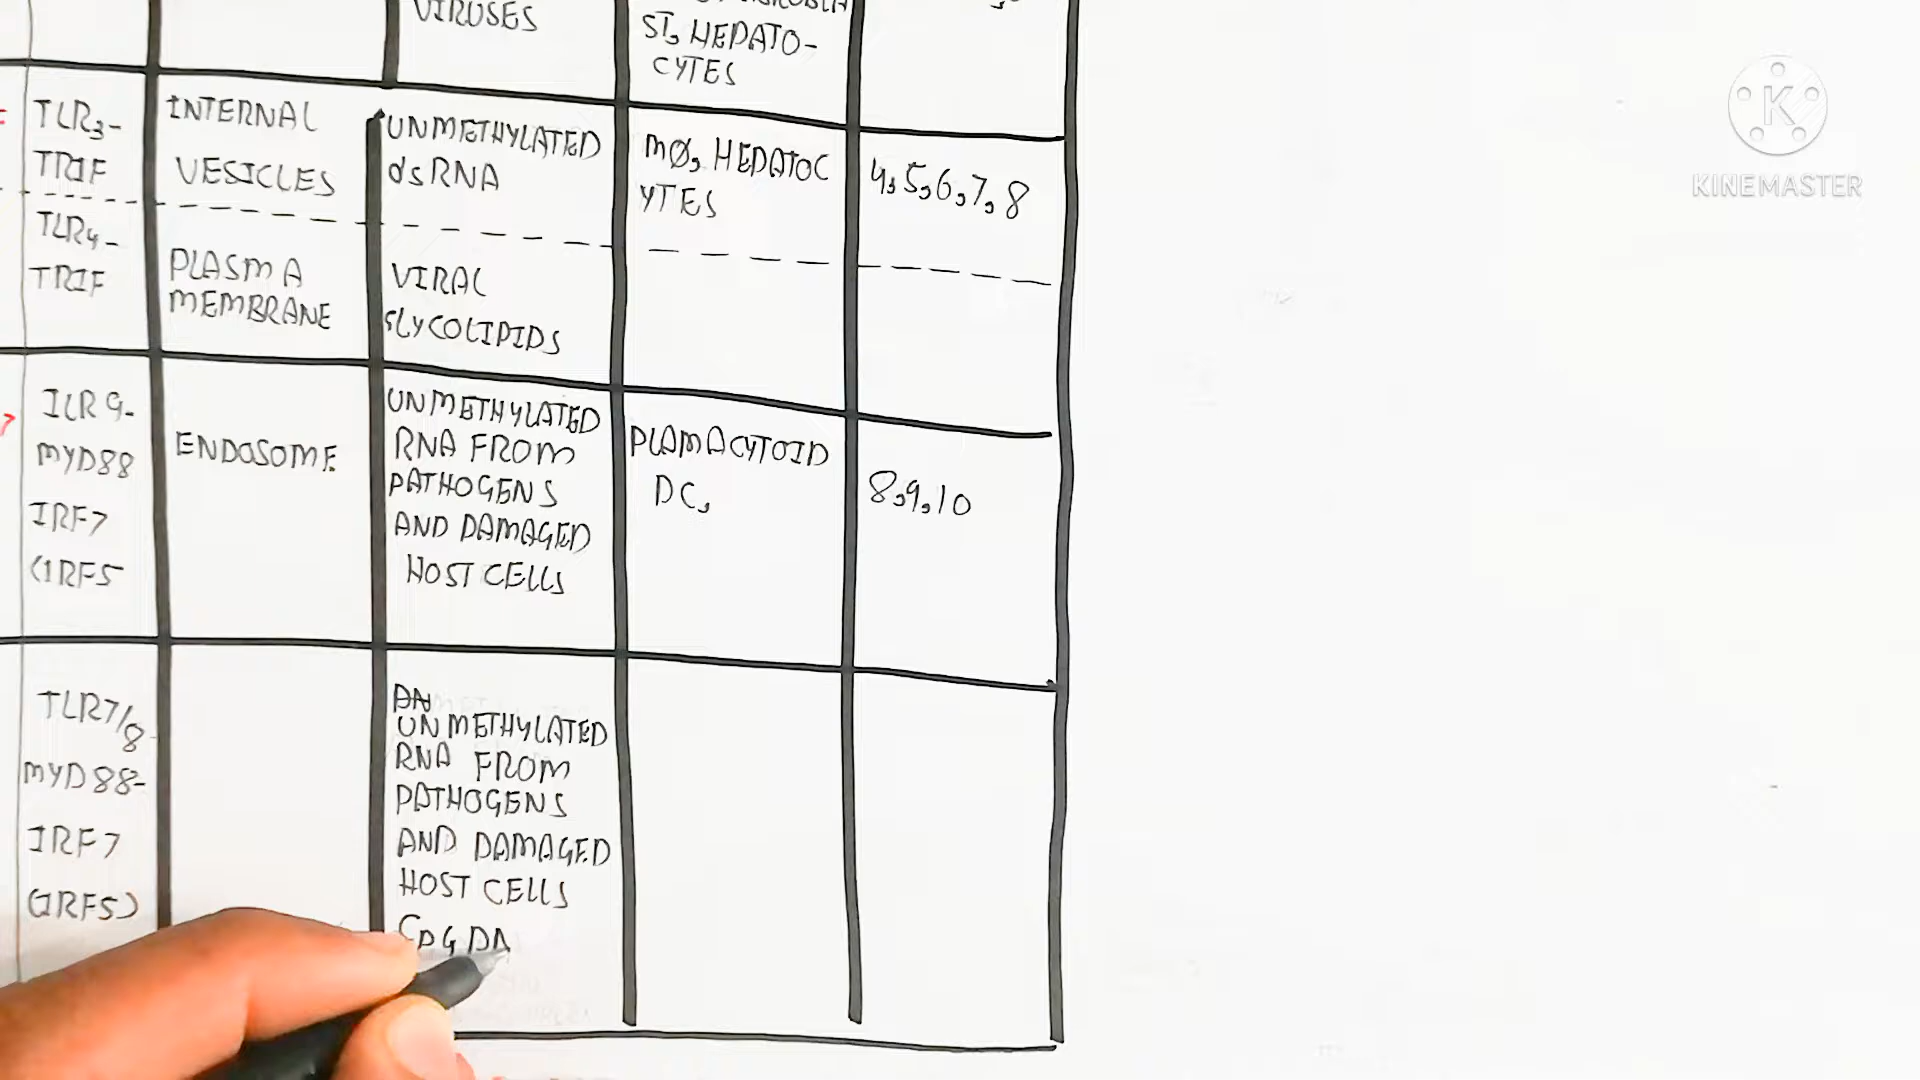 VIRUSES
ST, HEPATO-
CYTES
TLR3-
TRIF
INTERNAL
VESICLES
UNMETHYLATED
dsRNA
MØ, HEPATOC
YTES
4,5,6,7,8
TLR4-
TRIF
PLASMA
MEMBRANE
VIRAL
GLYCOLIPIDS
ILR9-
MYD88
IRF7
(IRF5
ENDOSOME
UNMETHYLATED
RNA FROM
PATHOGENS
AND DAMAGED
HOST CELLS
PLAMACYTOID
DC,
8,9,10
TLR7/8-
MYD88-
IRF7
(IRF5)
UNMETHYLATED
RNA FROM
PATHOGENS
AND DAMAGED
HOST CELLS
CPG DA
K
KINEMASTER